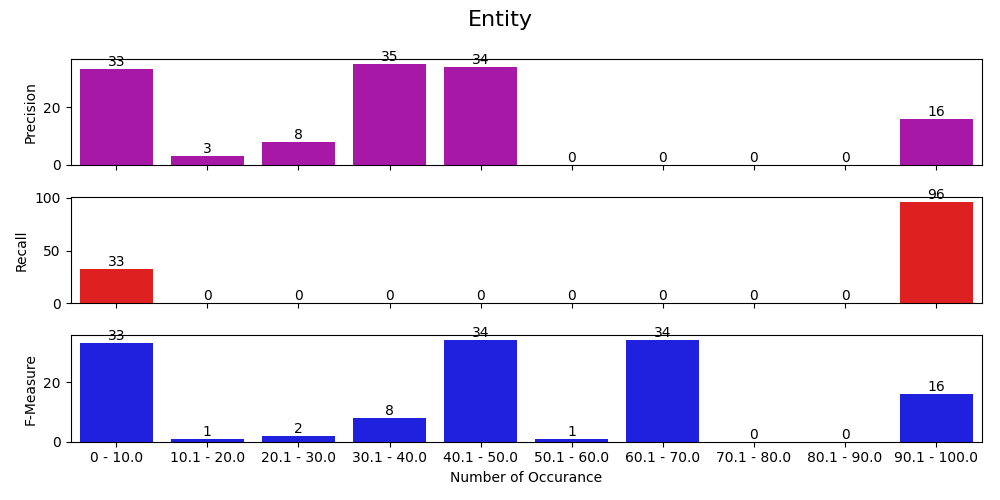 Entity
33 3 8 35 34 0 0 0 0 16
20
0
Precision
33 0 0 0 0 0 0 0 0 96
100
50
0
Recall
33 1 2 8 34 1 34 0 0 16
20
0
F-Measure
0 - 10.0 10.1 - 20.0 20.1 - 30.0 30.1 - 40.0 40.1 - 50.0 50.1 - 60.0 60.1 - 70.0 70.1 - 80.0 80.1 - 90.0 90.1 - 100.0
Number of Occurance